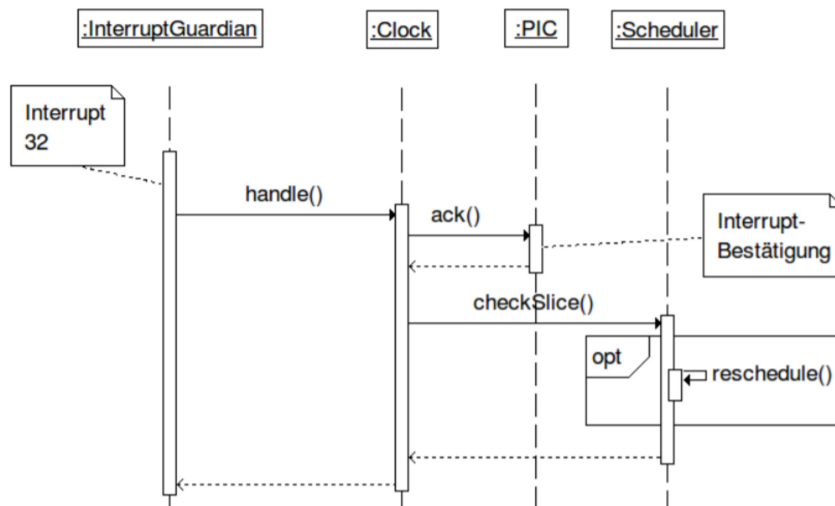 :InterruptGuardian
:Clock
:PIC
:Scheduler
Interrupt
32
handle()
ack()
Interrupt-
Bestätigung
checkSlice()
opt
reschedule()